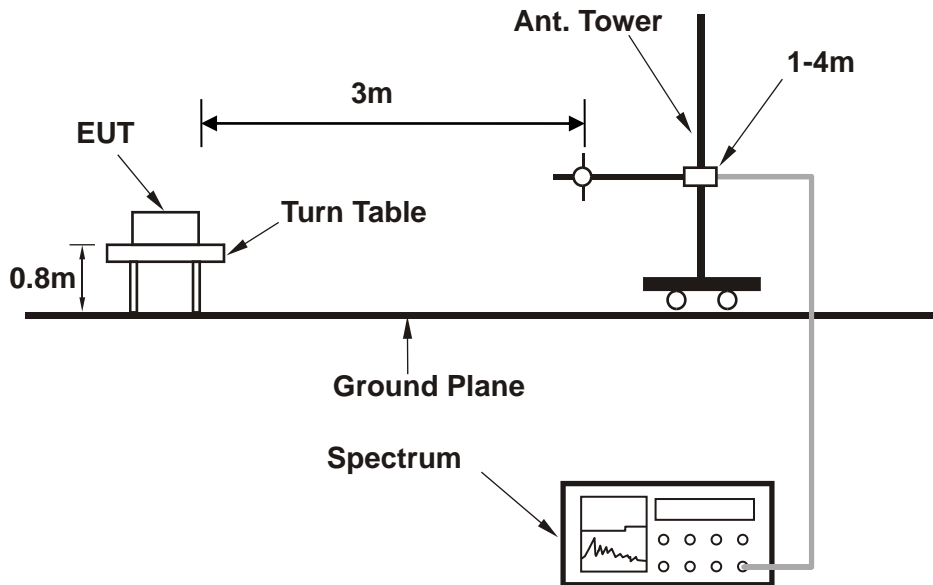 Ant. Tower
1-4m
3m
EUT
Turn Table
0.8m
Ground Plane
Spectrum